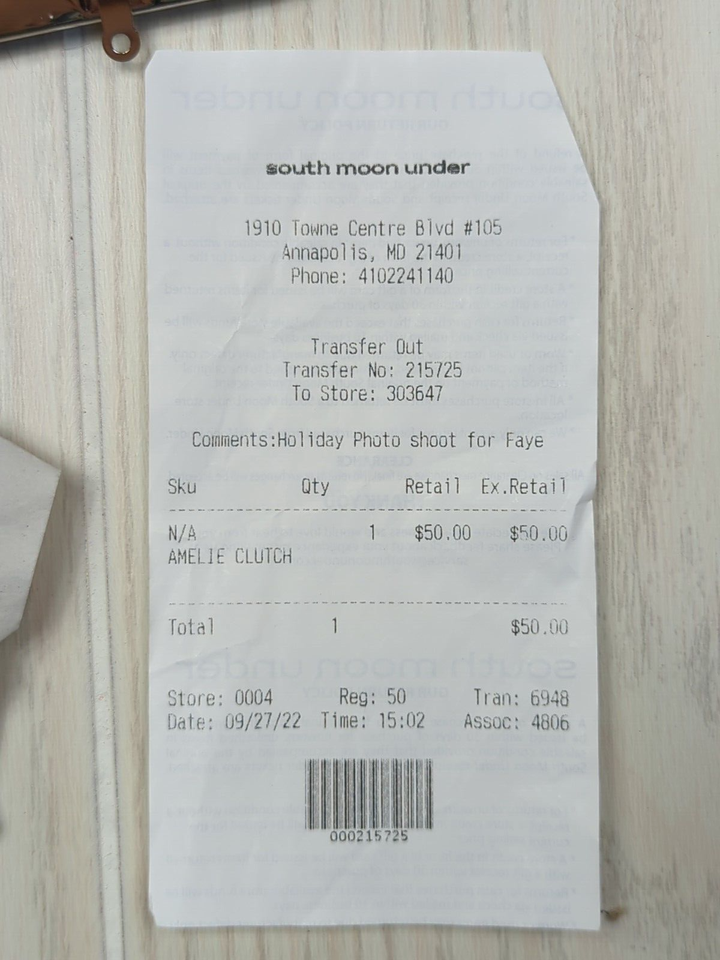 south moon under
1910 Towne Centre Blvd #105
Annapolis, MD 21401
Phone: 4102241140
Transfer Out
Transfer No: 215725
To Store: 303647
Comments:Holiday Photo shoot for Faye
Sku Qty Retail Ex.Retail
N/A 1 $50.00 $50.00
AMELIE CLUTCH
Total 1 $50.00
Store: 0004 Reg: 50 Tran: 6948
Date: 09/27/22 Time: 15:02 Assoc: 4806
000215725